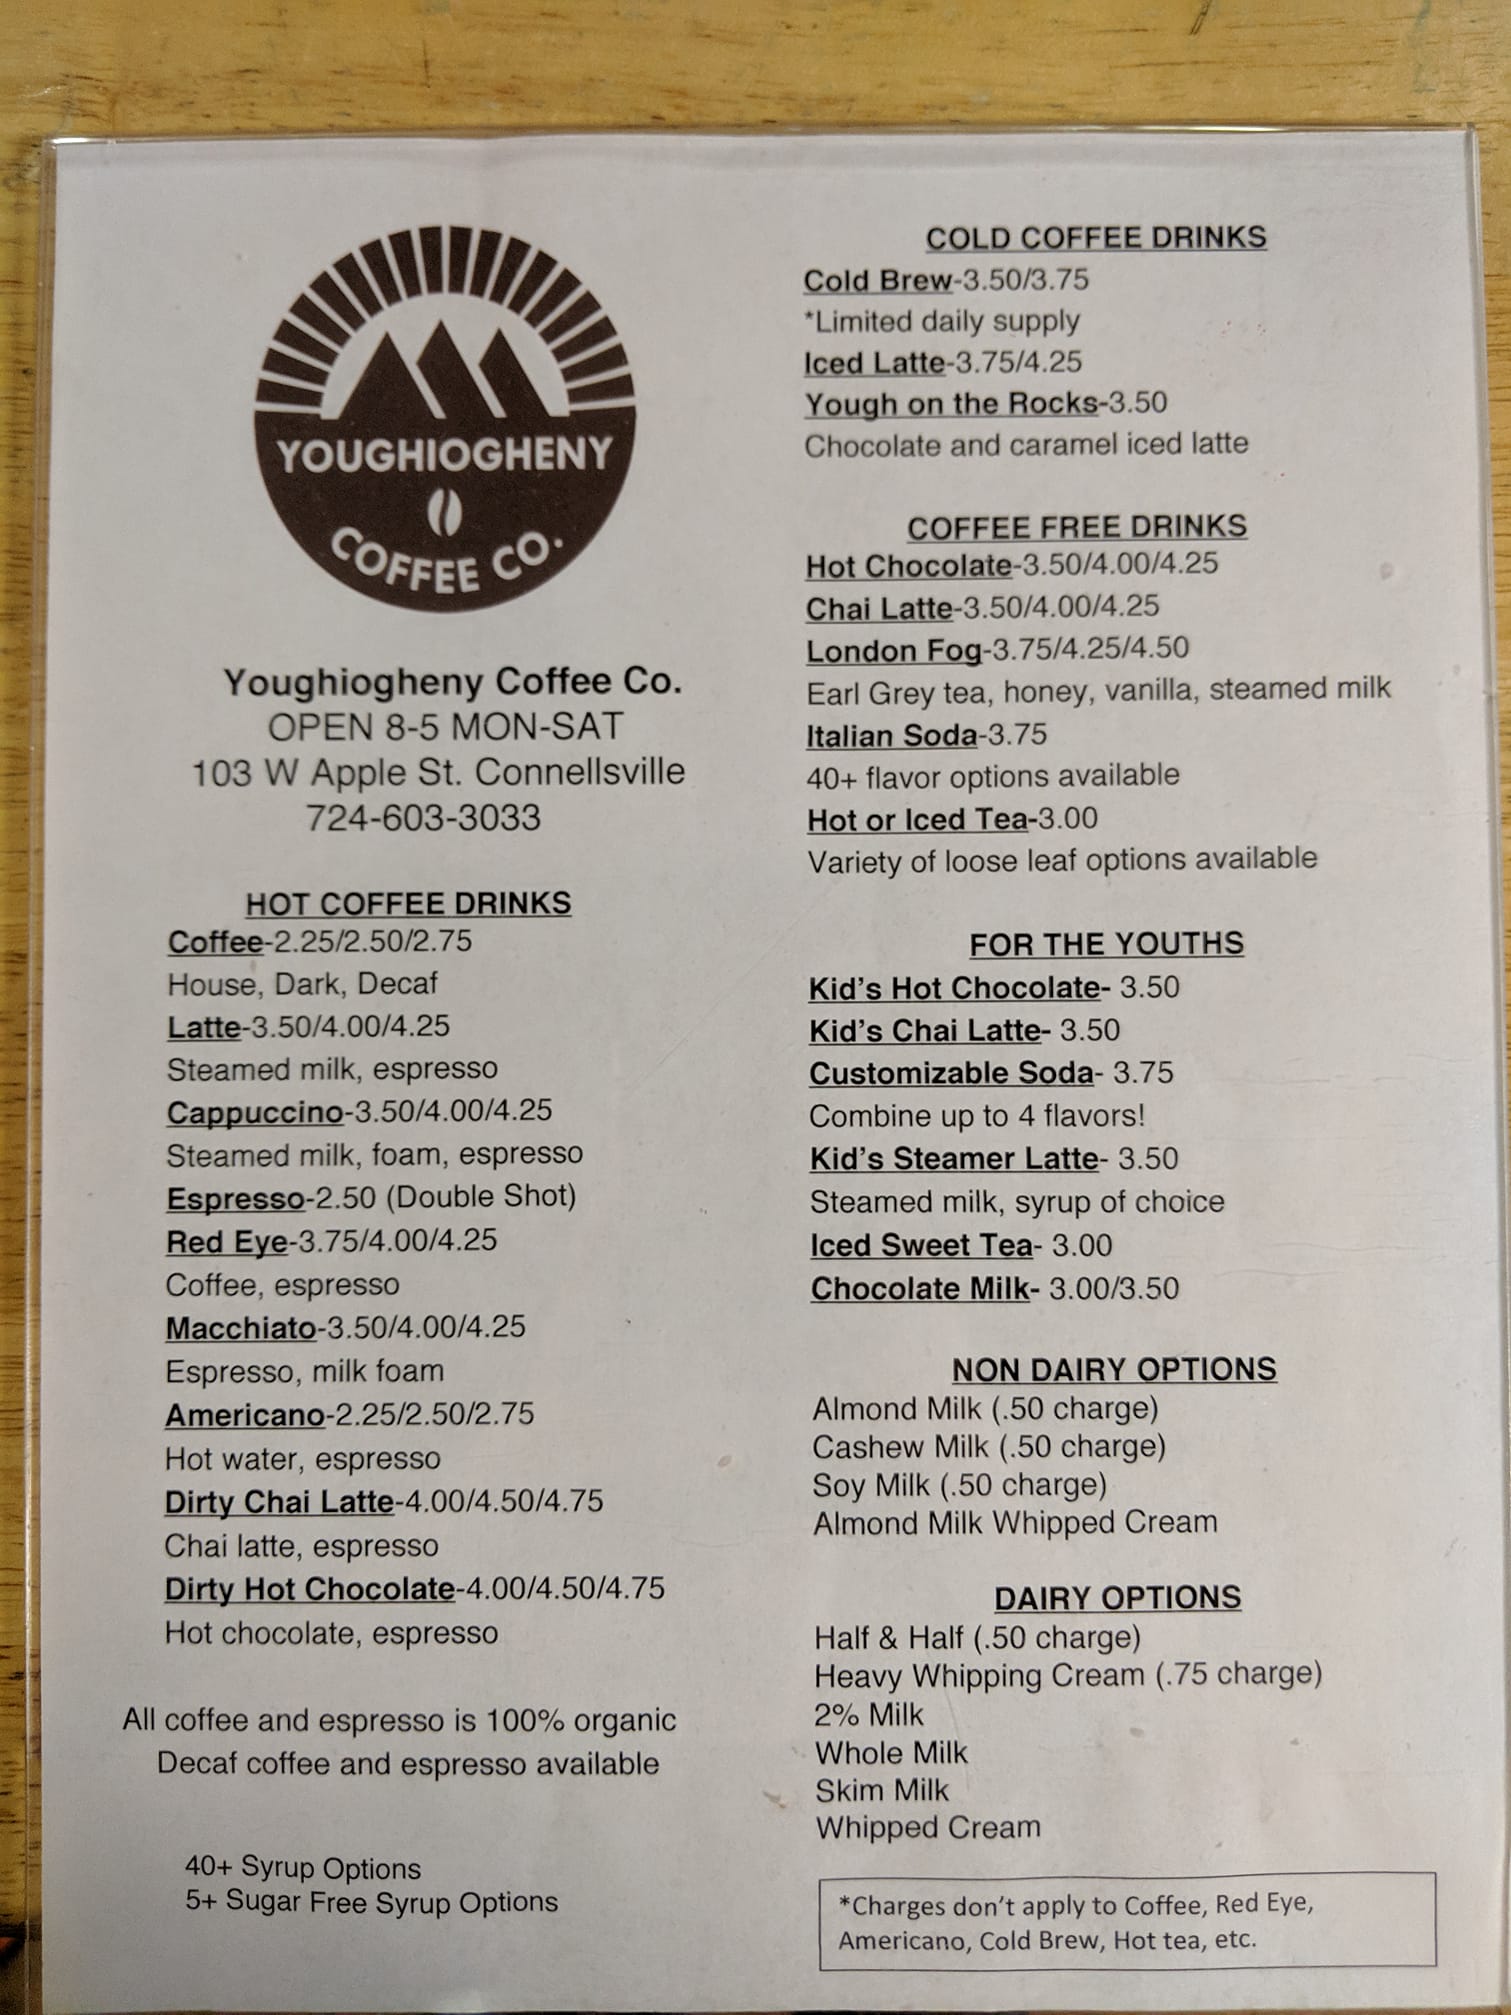 YOUGHIOGHENY
COFFEE CO.
Youghiogheny Coffee Co.
OPEN 8-5 MON-SAT
103 W Apple St. Connellsville
724-603-3033
HOT COFFEE DRINKS
Coffee-2.25/2.50/2.75
House, Dark, Decaf
Latte-3.50/4.00/4.25
Steamed milk, espresso
Cappuccino-3.50/4.00/4.25
Steamed milk, foam, espresso
Espresso-2.50 (Double Shot)
Red Eye-3.75/4.00/4.25
Coffee, espresso
Macchiato-3.50/4.00/4.25
Espresso, milk foam
Americano-2.25/2.50/2.75
Hot water, espresso
Dirty Chai Latte-4.00/4.50/4.75
Chai latte, espresso
Dirty Hot Chocolate-4.00/4.50/4.75
Hot chocolate, espresso
All coffee and espresso is 100% organic
Decaf coffee and espresso available
40+ Syrup Options
5+ Sugar Free Syrup Options
COLD COFFEE DRINKS
Cold Brew-3.50/3.75
*Limited daily supply
Iced Latte-3.75/4.25
Yough on the Rocks-3.50
Chocolate and caramel iced latte
COFFEE FREE DRINKS
Hot Chocolate-3.50/4.00/4.25
Chai Latte-3.50/4.00/4.25
London Fog-3.75/4.25/4.50
Earl Grey tea, honey, vanilla, steamed milk
Italian Soda-3.75
40+ flavor options available
Hot or Iced Tea-3.00
Variety of loose leaf options available
FOR THE YOUTHS
Kid's Hot Chocolate- 3.50
Kid's Chai Latte- 3.50
Customizable Soda- 3.75
Combine up to 4 flavors!
Kid's Steamer Latte- 3.50
Steamed milk, syrup of choice
Iced Sweet Tea- 3.00
Chocolate Milk- 3.00/3.50
NON DAIRY OPTIONS
Almond Milk (.50 charge)
Cashew Milk (.50 charge)
Soy Milk (.50 charge)
Almond Milk Whipped Cream
DAIRY OPTIONS
Half & Half (.50 charge)
Heavy Whipping Cream (.75 charge)
2% Milk
Whole Milk
Skim Milk
Whipped Cream
*Charges don't apply to Coffee, Red Eye,
Americano, Cold Brew, Hot tea, etc.